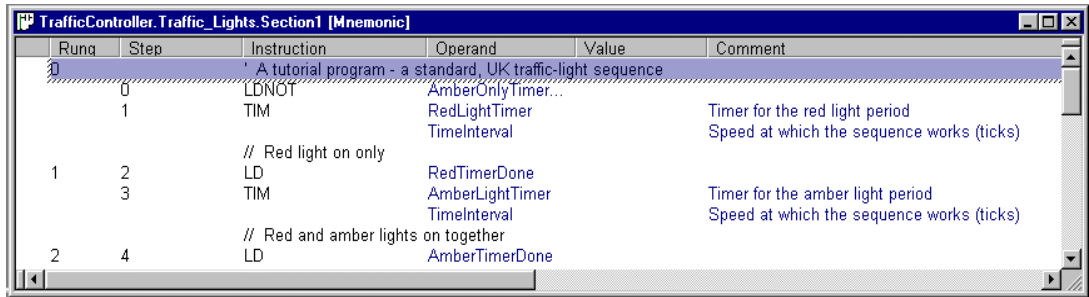 TrafficController.Traffic_Lights.Section1 [Mnemonic]
Rung Step Instruction Operand Value Comment
0 ' A tutorial program - a standard, UK traffic-light sequence
0 LDNOT AmberOnlyTimer...
1 TIM RedLightTimer Timer for the red light period
TimeInterval Speed at which the sequence works (ticks)
// Red light on only
1 2 LD RedTimerDone
3 TIM AmberLightTimer Timer for the amber light period
TimeInterval Speed at which the sequence works (ticks)
// Red and amber lights on together
2 4 LD AmberTimerDone